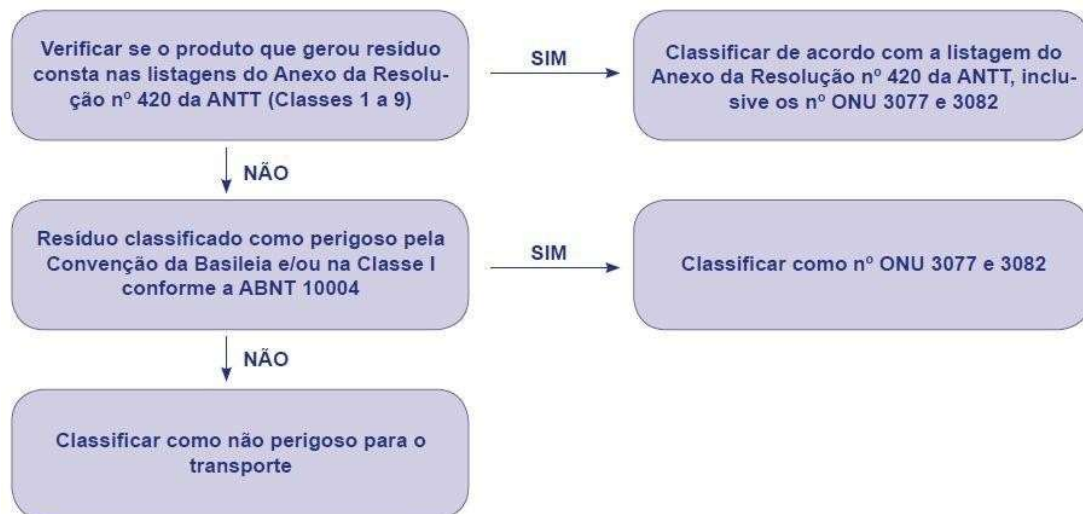 Verificar se o produto que gerou resíduo
consta nas listagens do Anexo da Resolu-
ção nº 420 da ANTT (Classes 1 a 9)
SIM
Classificar de acordo com a listagem do
Anexo da Resolução nº 420 da ANTT, inclu-
sive os nº ONU 3077 e 3082
NÃO
Resíduo classificado como perigoso pela
Convenção da Basileia e/ou na Classe I
conforme a ABNT 10004
SIM
Classificar como nº ONU 3077 e 3082
NÃO
Classificar como não perigoso para o
transporte